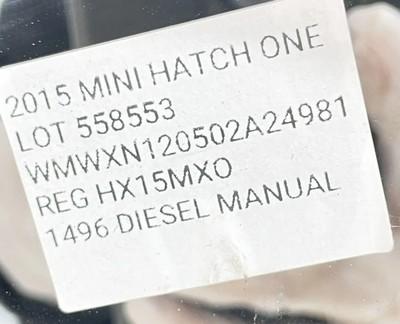 2015 MINI HATCH ONE
LOT 558553
WMWXN120502A24981
REG HX15MXO
1496 DIESEL MANUAL